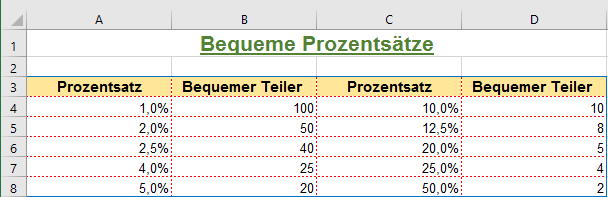 A B C D
1 Bequeme Prozentsätze
2
3 Prozentsatz Bequemer Teiler Prozentsatz Bequemer Teiler
4 1,0% 100 10,0% 10
5 2,0% 50 12,5% 8
6 2,5% 40 20,0% 5
7 4,0% 25 25,0% 4
8 5,0% 20 50,0% 2